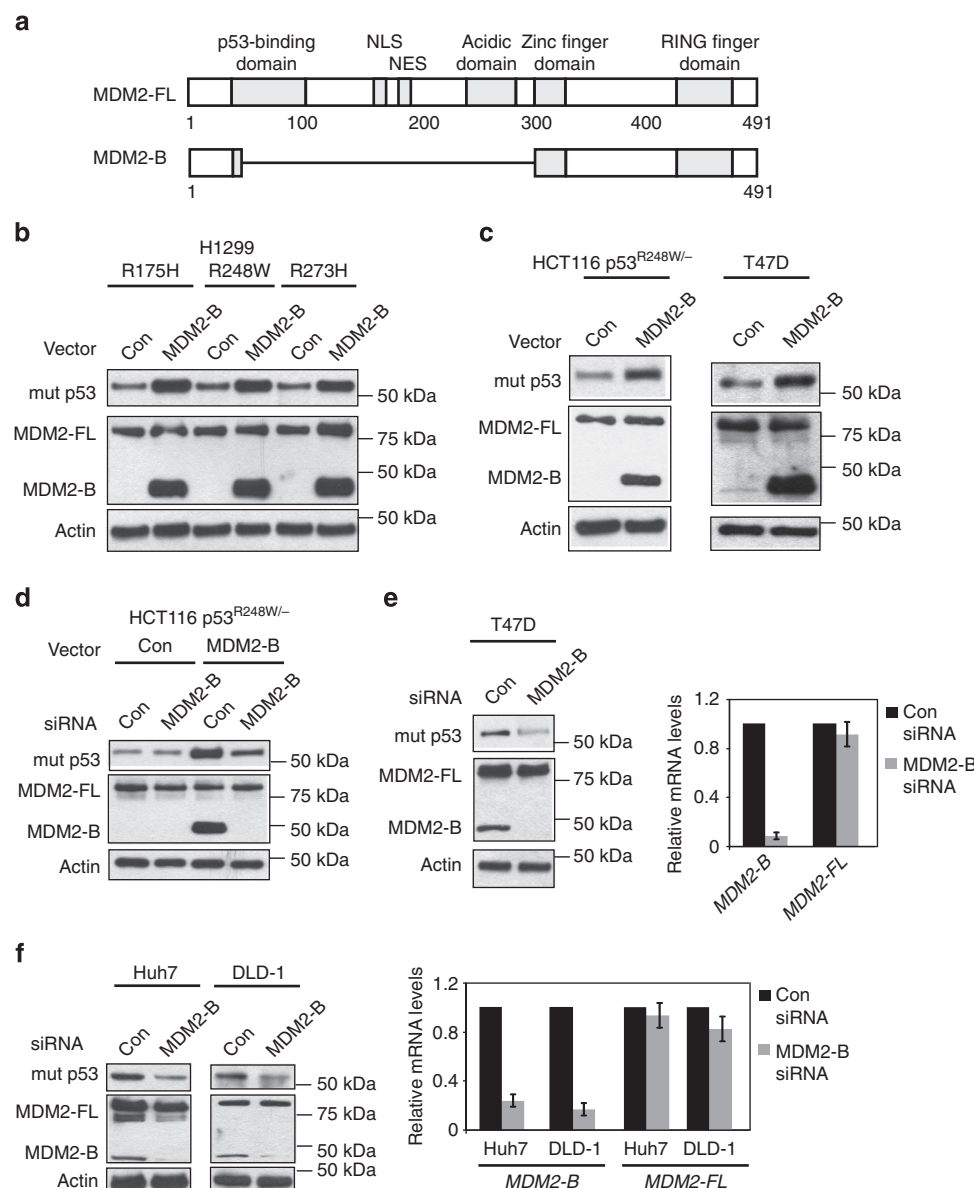 a
p53-binding domain NLS NES Acidic domain Zinc finger domain RING finger domain
MDM2-FL
1 100 200 300 400 491
MDM2-B
1 491
b
H1299
R175H R248W R273H
Vector Con MDM2-B Con MDM2-B Con MDM2-B
mut p53 50 kDa
MDM2-FL 75 kDa
50 kDa
MDM2-B
Actin 50 kDa
c
HCT116 p53R248W/– T47D
Vector Con MDM2-B Con MDM2-B
mut p53 50 kDa
MDM2-FL 75 kDa
50 kDa
MDM2-B
Actin 50 kDa
d
HCT116 p53R248W/–
Vector Con MDM2-B
siRNA Con MDM2-B Con MDM2-B
mut p53 50 kDa
MDM2-FL 75 kDa
MDM2-B 50 kDa
Actin 50 kDa
e
T47D
siRNA Con MDM2-B
mut p53 50 kDa
MDM2-FL 75 kDa
MDM2-B 50 kDa
Actin 50 kDa
Relative mRNA levels
1.2
0.8
0.4
0
MDM2-B MDM2-FL
Con siRNA
MDM2-B siRNA
f
Huh7 DLD-1
siRNA Con MDM2-B Con MDM2-B
mut p53 50 kDa
MDM2-FL 75 kDa
MDM2-B 50 kDa
Actin 50 kDa
Relative mRNA levels
1.2
0.8
0.4
0
Huh7 DLD-1 Huh7 DLD-1
MDM2-B MDM2-FL
Con siRNA
MDM2-B siRNA